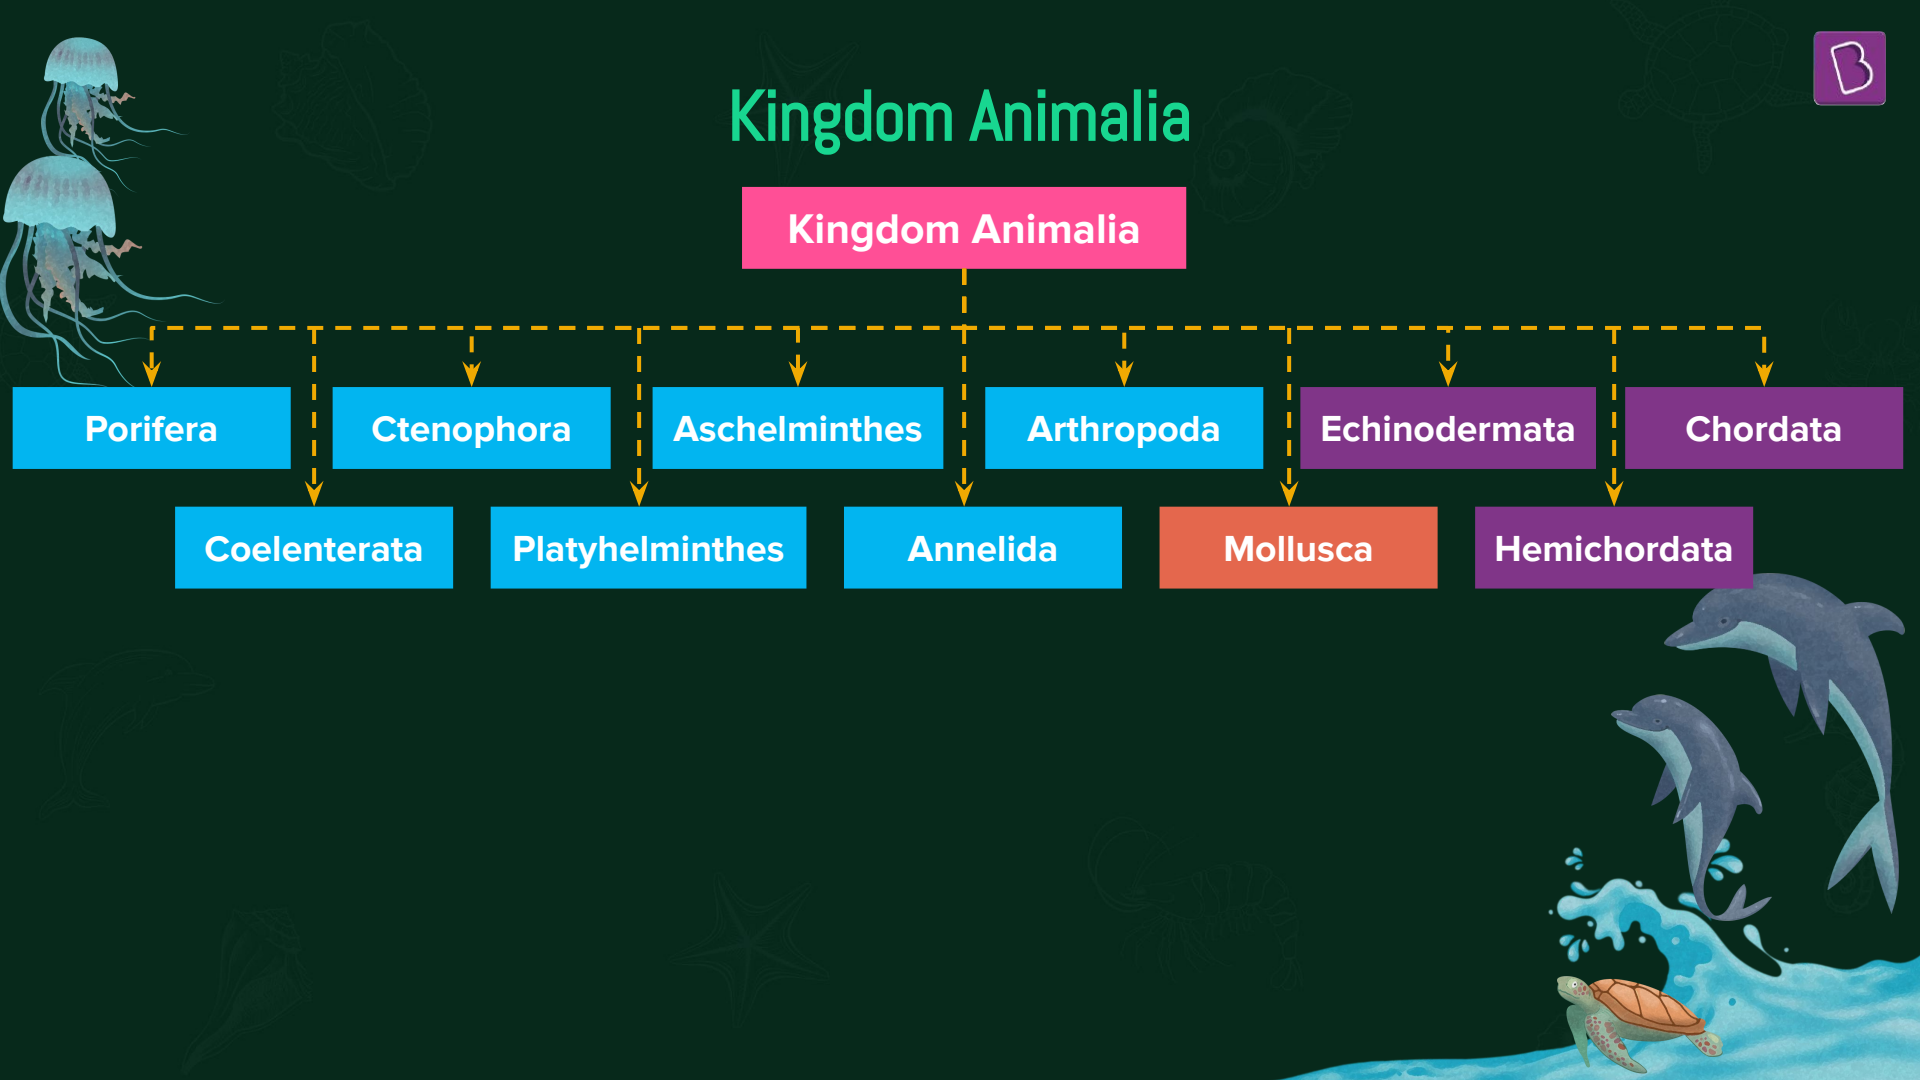 Kingdom Animalia
B
Kingdom Animalia
Porifera
Ctenophora
Aschelminthes
Arthropoda
Echinodermata
Chordata
Coelenterata
Platyhelminthes
Annelida
Mollusca
Hemichordata